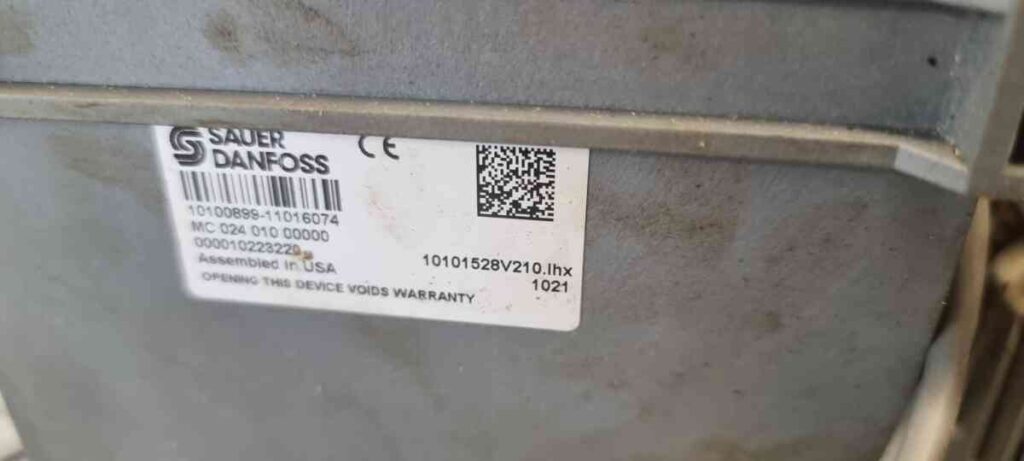 SAUER
DANFOSS
CE
10100899-11016074
MC 024 010 00000
Assembled in USA
10101528V210.lhx
1021
OPENING THIS DEVICE VOIDS WARRANTY